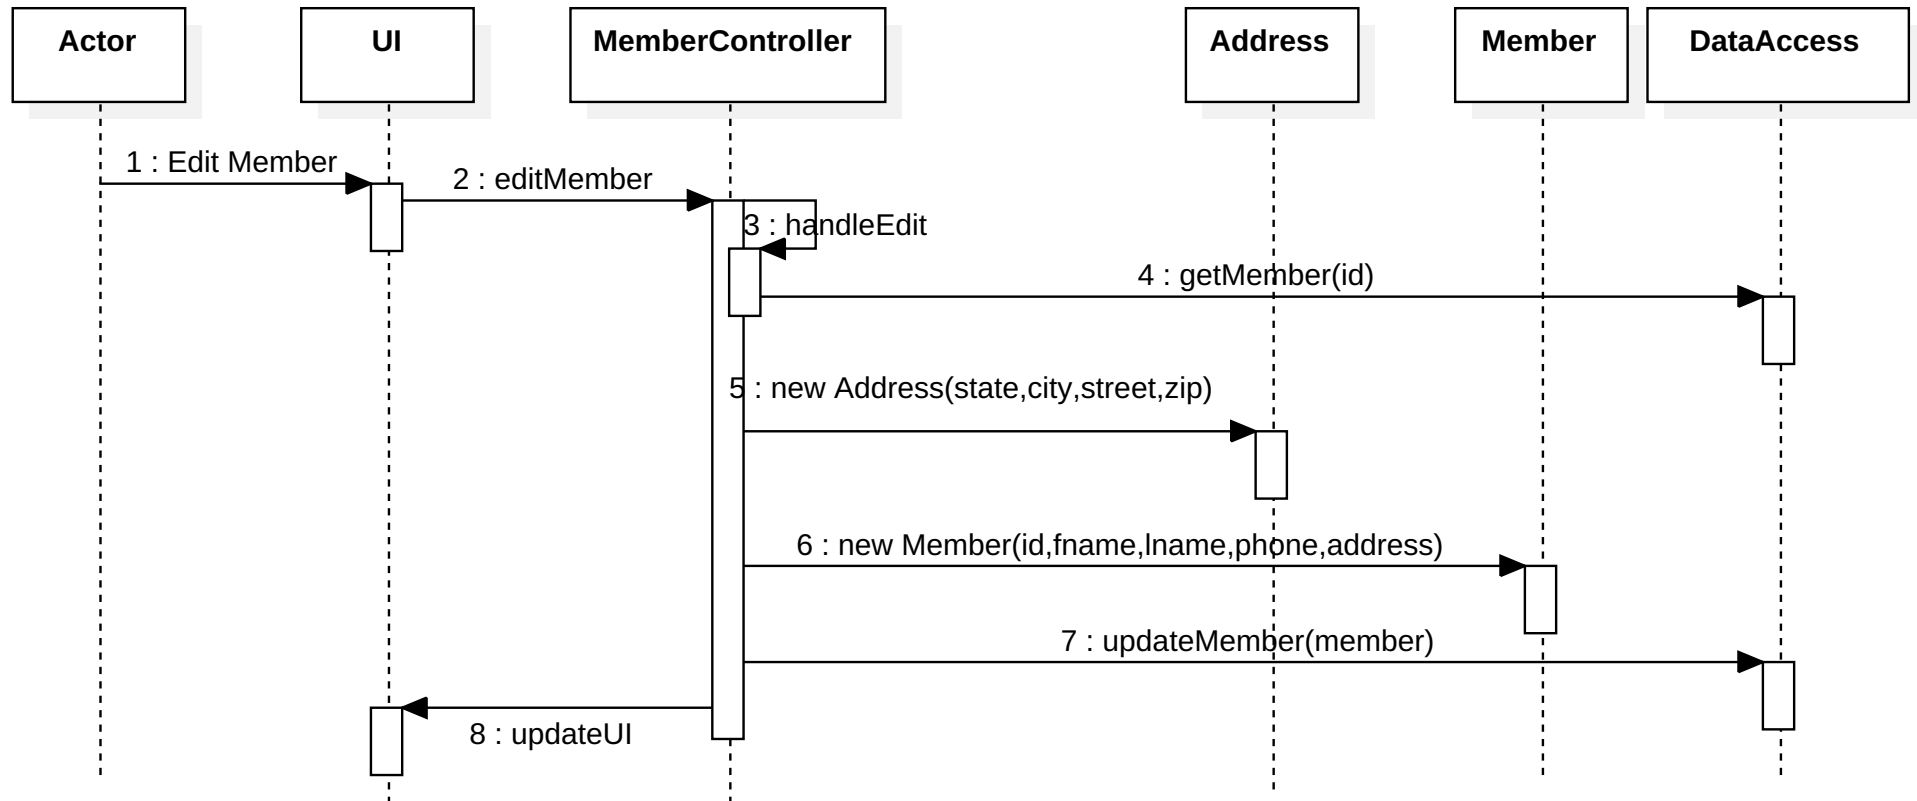 Actor
UI
MemberController
Address
Member
DataAccess
1 : Edit Member
2 : editMember
3 : handleEdit
4 : getMember(id)
5 : new Address(state,city,street,zip)
6 : new Member(id,fname,lname,phone,address)
7 : updateMember(member)
8 : updateUI